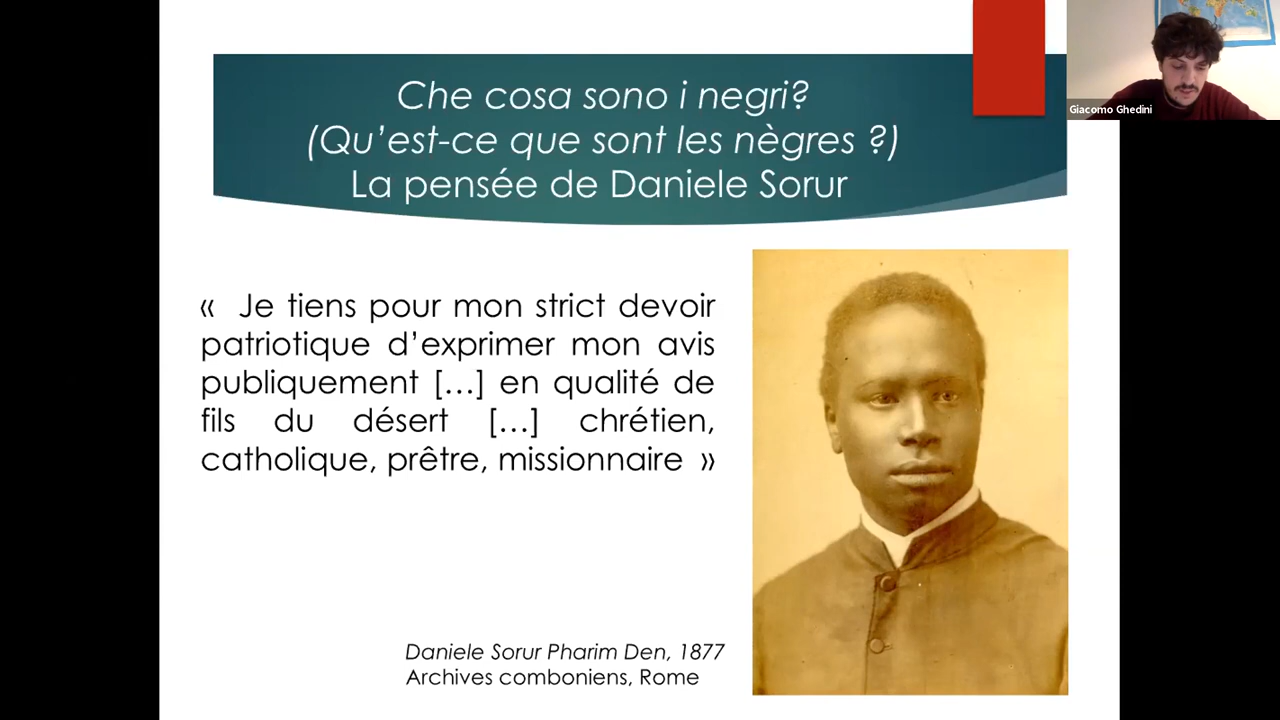 Che cosa sono i negri?
(Qu’est-ce que sont les nègres ?)
La pensée de Daniele Sorur
Giacomo Ghedini
«  Je tiens pour mon strict devoir
patriotique d’exprimer mon avis
publiquement […] en qualité de
fils du désert […] chrétien,
catholique, prêtre, missionnaire  »
Daniele Sorur Pharim Den, 1877
Archives comboniens, Rome